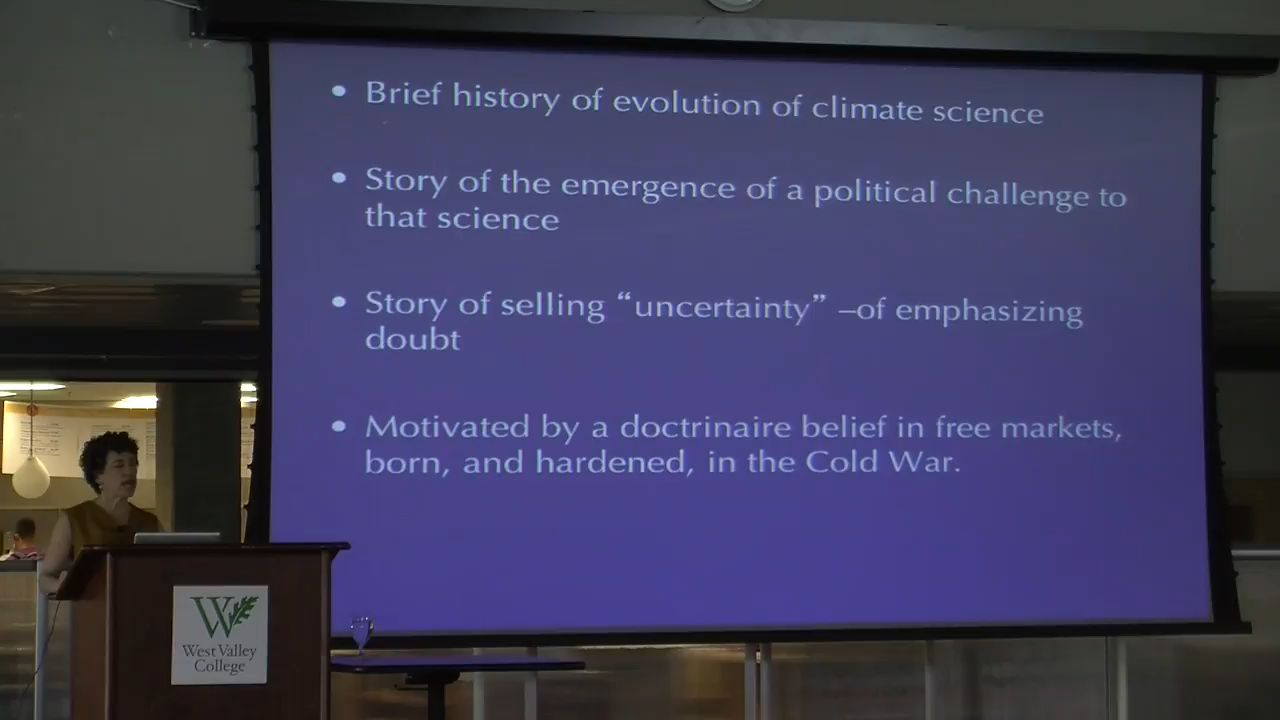 • Brief history of evolution of climate science
• Story of the emergence of a political challenge to
that science
• Story of selling “uncertainty” –of emphasizing
doubt
• Motivated by a doctrinaire belief in free markets,
born, and hardened, in the Cold War.
W
West Valley
College